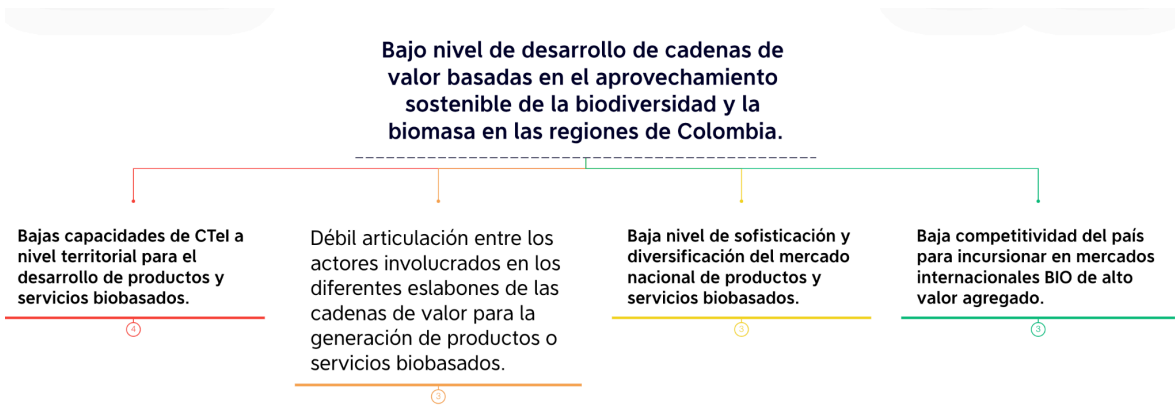 Bajo nivel de desarrollo de cadenas de
valor basadas en el aprovechamiento
sostenible de la biodiversidad y la
biomasa en las regiones de Colombia.
Bajas capacidades de CTeI a
nivel territorial para el
desarrollo de productos y
servicios biobasados.
4
Débil articulación entre los
actores involucrados en los
diferentes eslabones de las
cadenas de valor para la
generación de productos o
servicios biobasados.
3
Baja nivel de sofisticación y
diversificación del mercado
nacional de productos y
servicios biobasados.
3
Baja competitividad del país
para incursionar en mercados
internacionales BIO de alto
valor agregado.
3